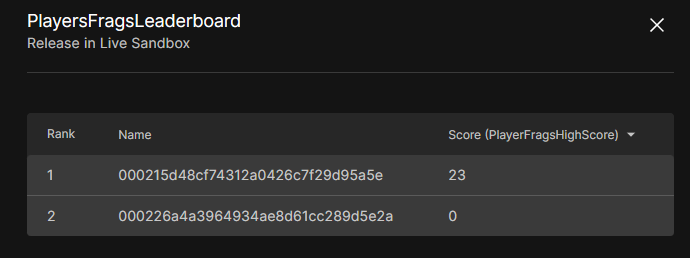 PlayersFragsLeaderboard
Release in Live Sandbox
Rank Name Score (PlayerFragsHighScore)
1 000215d48cf74312a0426c7f29d95a5e 23
2 000226a4a3964934ae8d61cc289d5e2a 0